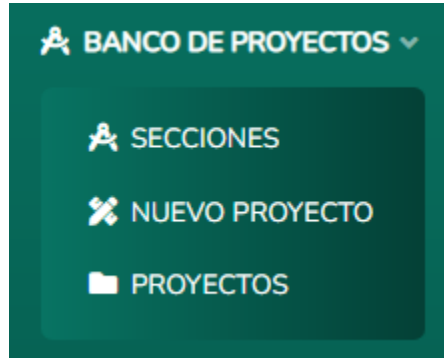 BANCO DE PROYECTOS
SECCIONES
NUEVO PROYECTO
PROYECTOS